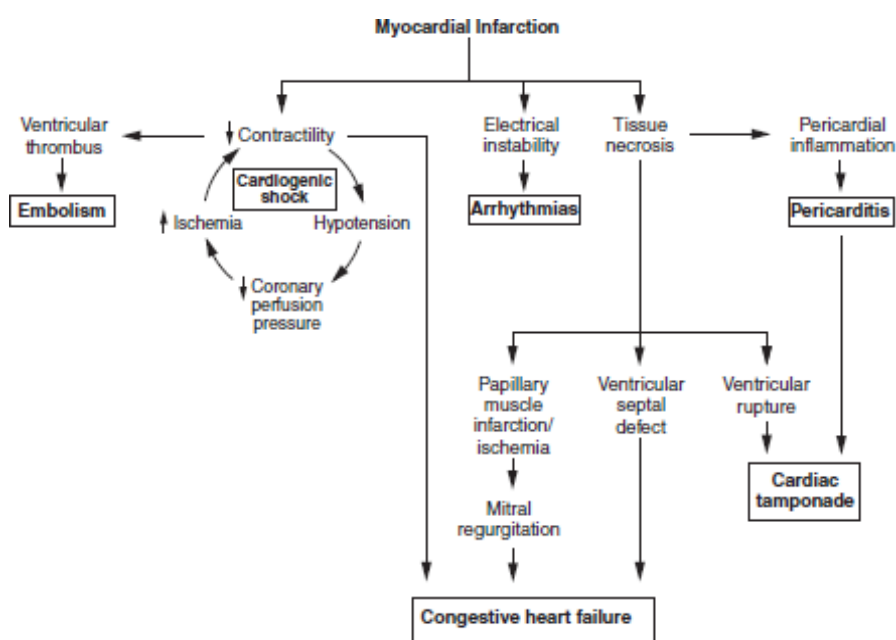 Myocardial Infarction
Ventricular
thrombus
Contractility
Electrical
instability
Tissue
necrosis
Pericardial
inflammation
Embolism
Cardiogenic
shock
Ischemia
Hypotension
Arrhythmias
Pericarditis
Coronary
perfusion
pressure
Papillary
muscle
infarction/
ischemia
Ventricular
septal
defect
Ventricular
rupture
Cardiac
tamponade
Mitral
regurgitation
Congestive heart failure